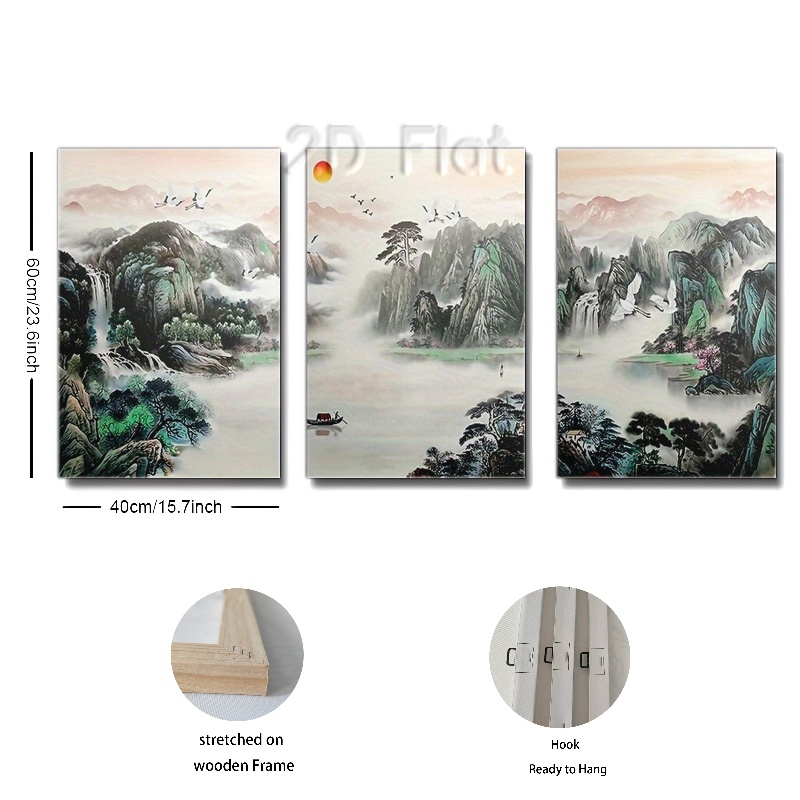 2D Flat
60cm/23.6inch
40cm/15.7inch
stretched on
wooden Frame
Hook
Ready to Hang